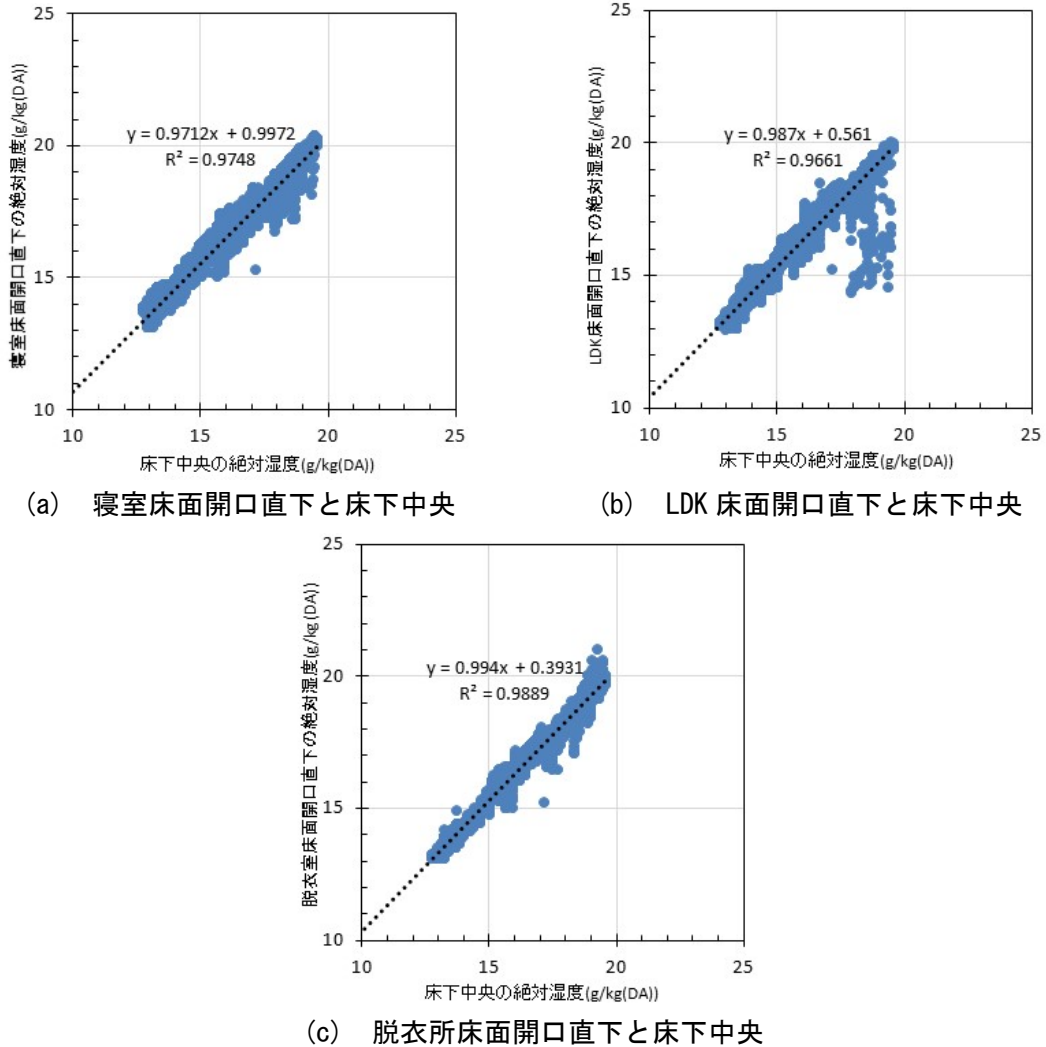 25
20
15
10
寝室床面開口直下の絶対湿度(g/kg(DA))
y = 0.9712x + 0.9972
R² = 0.9748
10 15 20 25
床下中央の絶対湿度(g/kg(DA))
(a) 寝室床面開口直下と床下中央
25
20
15
10
LDK床面開口直下の絶対湿度(g/kg(DA))
y = 0.987x + 0.561
R² = 0.9661
10 15 20 25
床下中央の絶対湿度(g/kg(DA))
(b) LDK 床面開口直下と床下中央
25
20
15
10
脱衣室床面開口直下の絶対湿度(g/kg(DA))
y = 0.994x + 0.3931
R² = 0.9889
10 15 20 25
床下中央の絶対湿度(g/kg(DA))
(c) 脱衣所床面開口直下と床下中央